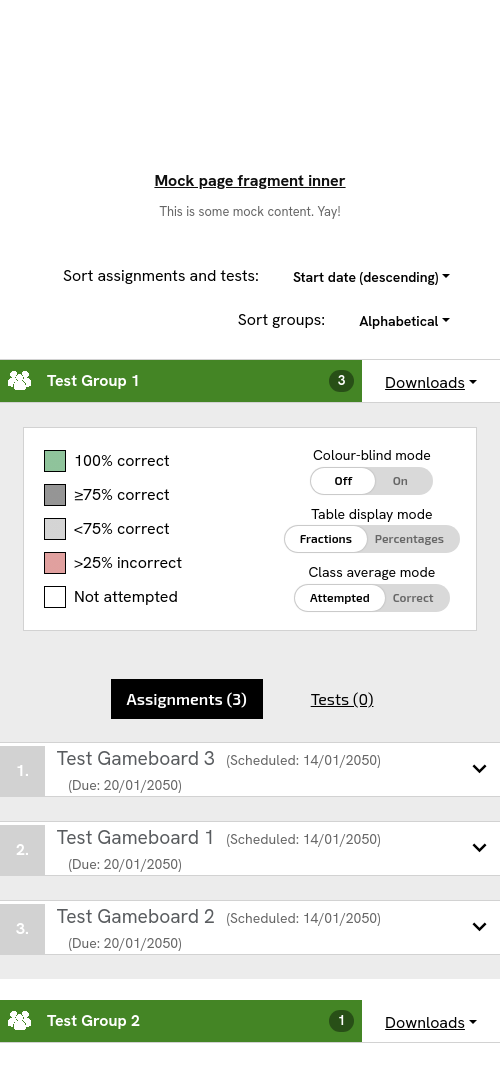 Mock page fragment inner
This is some mock content. Yay!
Sort assignments and tests: Start date (descending)
Sort groups: Alphabetical
Test Group 1 3 Downloads
100% correct
≥75% correct
<75% correct
>25% incorrect
Not attempted
Colour-blind mode
Off On
Table display mode
Fractions Percentages
Class average mode
Attempted Correct
Assignments (3) Tests (0)
1. Test Gameboard 3 (Scheduled: 14/01/2050)
(Due: 20/01/2050)
2. Test Gameboard 1 (Scheduled: 14/01/2050)
(Due: 20/01/2050)
3. Test Gameboard 2 (Scheduled: 14/01/2050)
(Due: 20/01/2050)
Test Group 2 1 Downloads